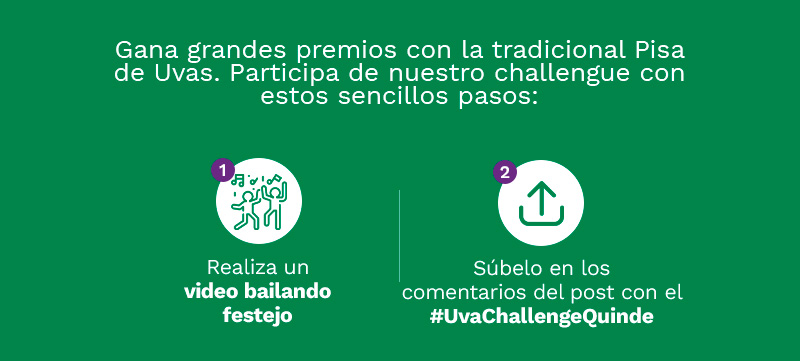 Gana grandes premios con la tradicional Pisa
de Uvas. Participa de nuestro challengue con
estos sencillos pasos:
1
Realiza un
video bailando
festejo
2
Súbelo en los
comentarios del post con el
#UvaChallengeQuinde